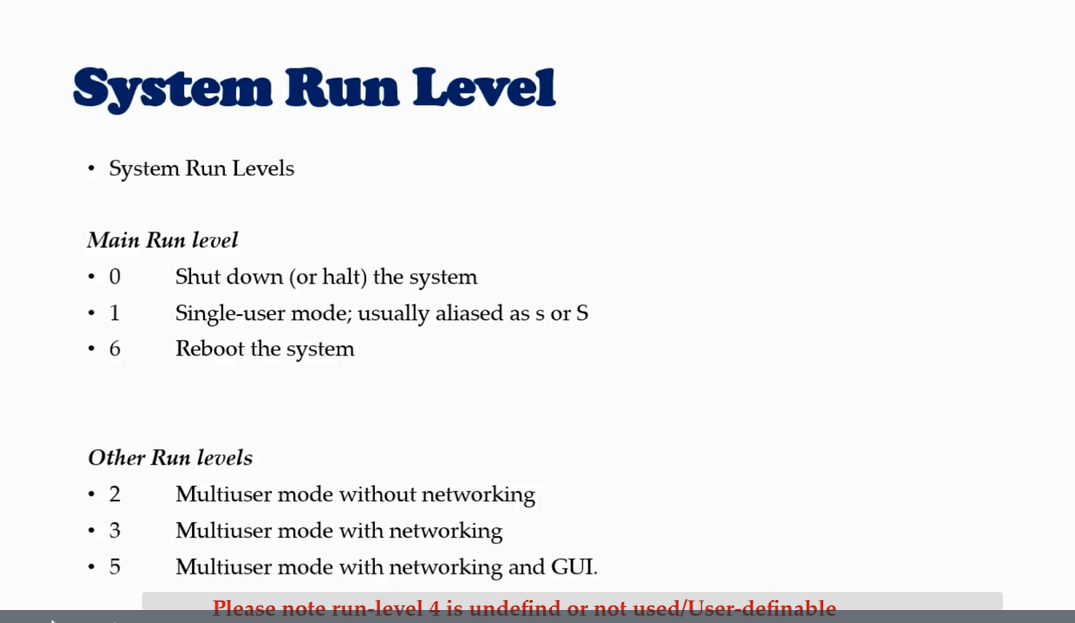 System Run Level
• System Run Levels
Main Run level
• 0 Shut down (or halt) the system
• 1 Single-user mode; usually aliased as s or S
• 6 Reboot the system
Other Run levels
• 2 Multiuser mode without networking
• 3 Multiuser mode with networking
• 5 Multiuser mode with networking and GUI.
Please note run-level 4 is undefind or not used/User-definable